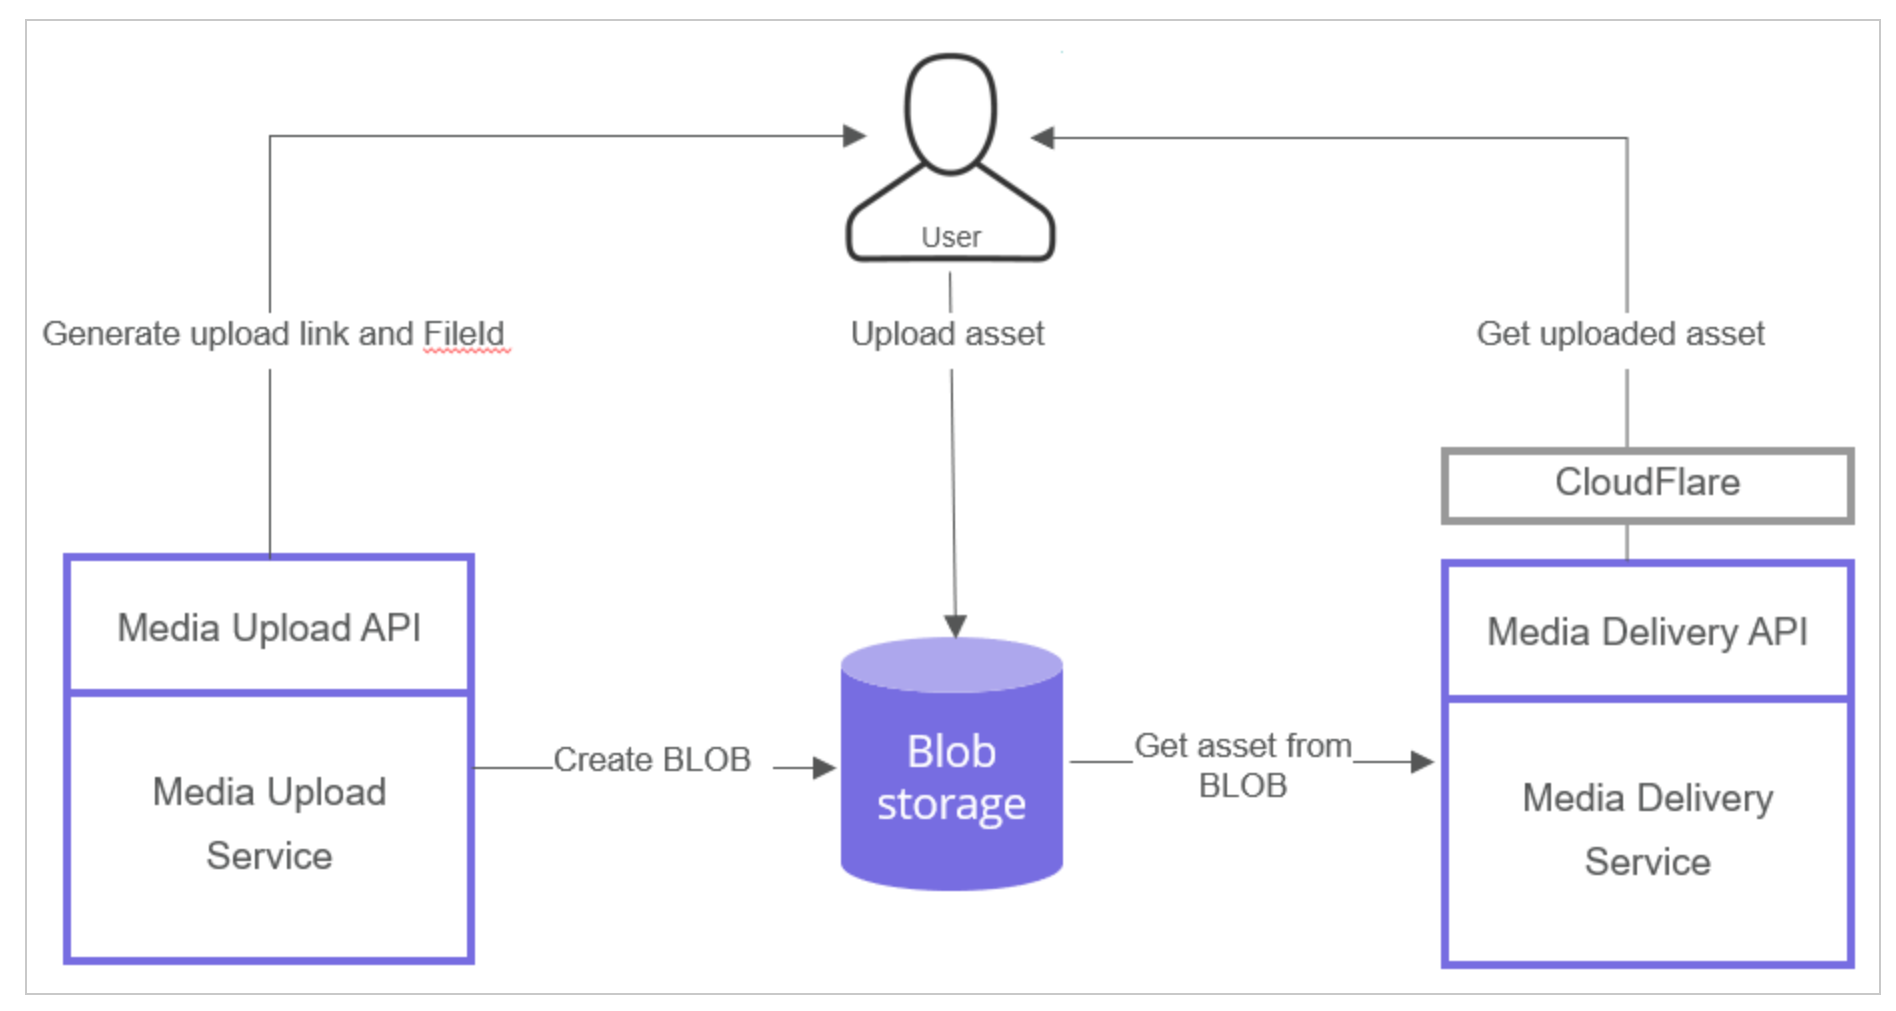 User
Generate upload link and FileId
Upload asset
Get uploaded asset
CloudFlare
Media Upload API
Media Delivery API
Media Upload
Service
Create BLOB
Blob
storage
Get asset from
BLOB
Media Delivery
Service